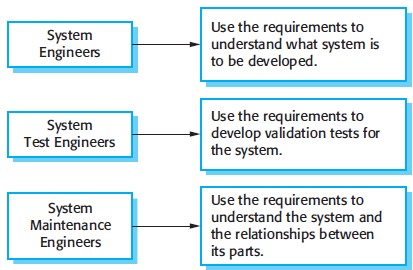 System
Engineers
Use the requirements to
understand what system is
to be developed.
System
Test Engineers
Use the requirements to
develop validation tests for
the system.
System
Maintenance
Engineers
Use the requirements to
understand the system and
the relationships between
its parts.